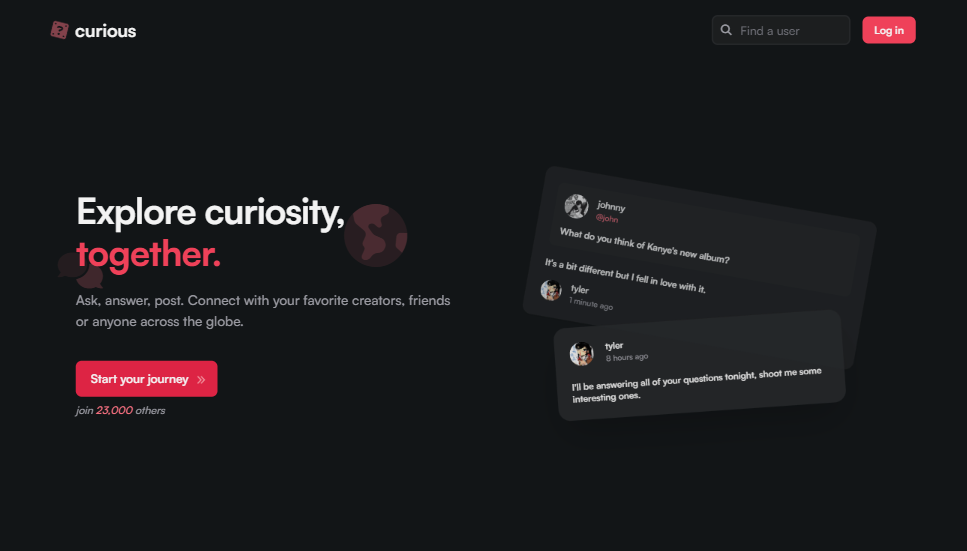 ? curious
Find a user
Log in
Explore curiosity,
together.
Ask, answer, post. Connect with your favorite creators, friends
or anyone across the globe.
Start your journey »
join 23,000 others
johnny
@john
What do you think of Kanye's new album?
It's a bit different but I fell in love with it.
tyler
1 minute ago
tyler
8 hours ago
I'll be answering all of your questions tonight, shoot me some
interesting ones.